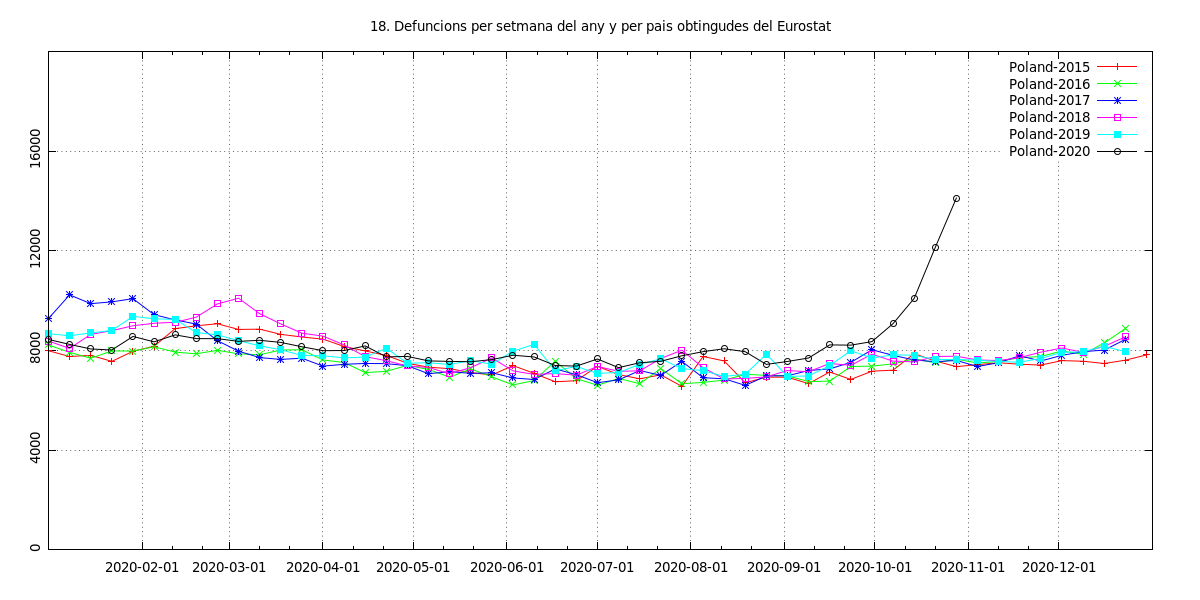 18. Defuncions per setmana del any y per pais obtingudes del Eurostat
Poland-2015
Poland-2016
Poland-2017
Poland-2018
Poland-2019
Poland-2020
16000
12000
8000
4000
0
2020-02-01 2020-03-01 2020-04-01 2020-05-01 2020-06-01 2020-07-01 2020-08-01 2020-09-01 2020-10-01 2020-11-01 2020-12-01